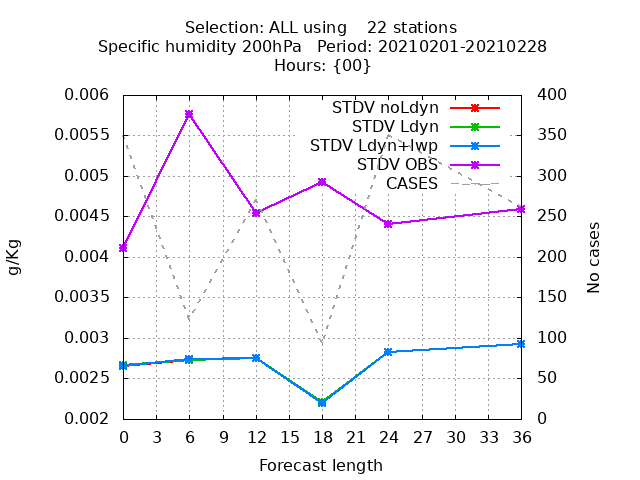 Selection: ALL using    22 stations
Specific humidity 200hPa   Period: 20210201-20210228
Hours: {00}
STDV noLdyn
STDV Ldyn
STDV Ldyn+lwp
STDV OBS
CASES
0.006
0.0055
0.005
0.0045
0.004
0.0035
0.003
0.0025
0.002
g/Kg
400
350
300
250
200
150
100
50
0
No cases
0 3 6 9 12 15 18 21 24 27 30 33 36
Forecast length